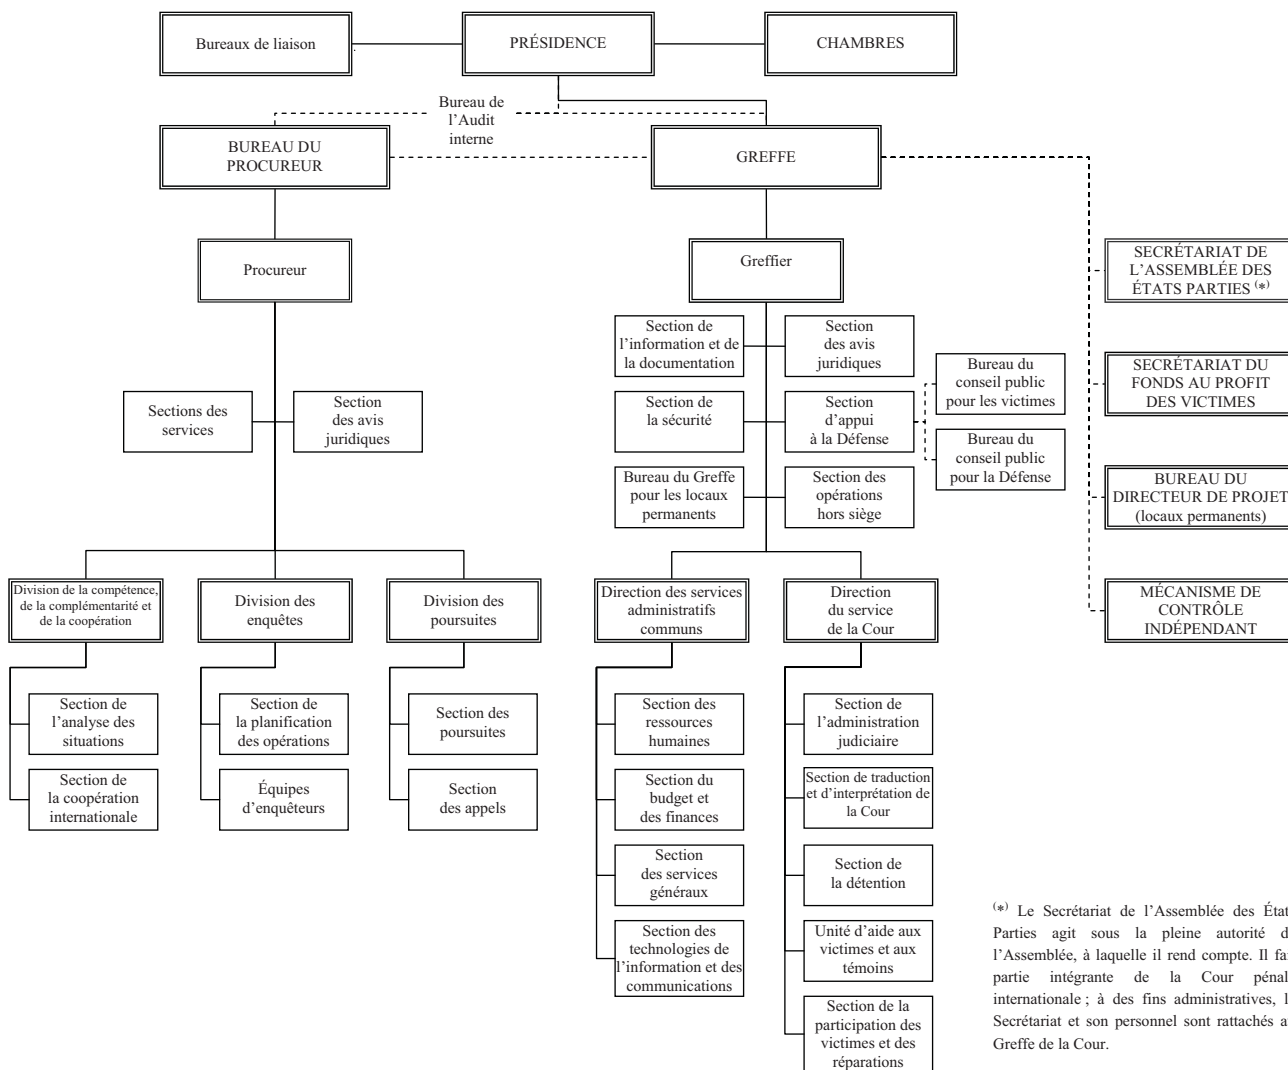 Bureaux de liaison
PRÉSIDENCE
CHAMBRES
Bureau de
l’Audit
interne
BUREAU DU
PROCUREUR
GREFFE
Procureur
Greffier
SECRÉTARIAT DE
L’ASSEMBLÉE DES
ÉTATS PARTIES (*)
Section de
l’information et de
la documentation
Section
des avis
juridiques
Sections des
services
Section
des avis
juridiques
Section de
la sécurité
Section
d’appui
à la Défense
Bureau du
conseil public
pour les victimes
Bureau du
conseil public
pour la Défense
SECRÉTARIAT DU
FONDS AU PROFIT
DES VICTIMES
Bureau du Greffe
pour les locaux
permanents
Section des
opérations
hors siège
BUREAU DU
DIRECTEUR DE PROJET
(locaux permanents)
Division de la compétence,
de la complémentarité et
de la coopération
Division des
enquêtes
Division des
poursuites
Direction des services
administratifs
communs
Direction
du service
de la Cour
MÉCANISME DE
CONTRÔLE
INDÉPENDANT
Section de
l’analyse des
situations
Section de
la coopération
internationale
Section de
la planification
des opérations
Équipes
d’enquêteurs
Section des
poursuites
Section
des appels
Section des
ressources
humaines
Section du
budget et
des finances
Section
des services
généraux
Section des
technologies de
l’information et des
communications
Section de
l’administration
judiciaire
Section de traduction
et d’interprétation de
la Cour
Section de
la détention
Unité d’aide aux
victimes et aux
témoins
Section de la
participation des
victimes et des
réparations
(*) Le Secrétariat de l’Assemblée des État
Parties agit sous la pleine autorité d
l’Assemblée, à laquelle il rend compte. Il fai
partie intégrante de la Cour pénal
internationale ; à des fins administratives, l
Secrétariat et son personnel sont rattachés a
Greffe de la Cour.